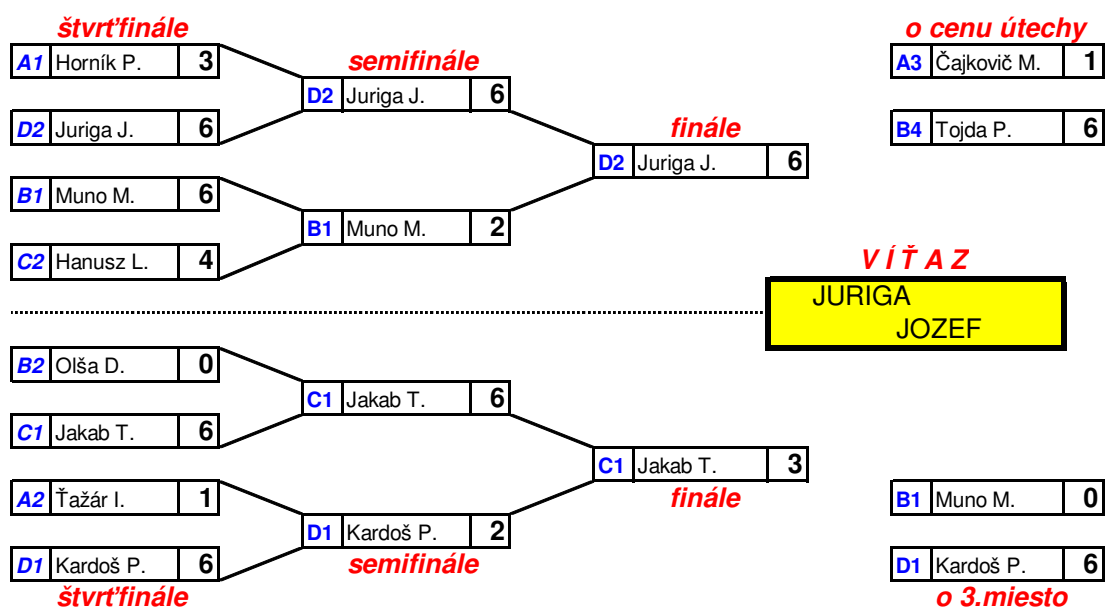 štvrťfinále
A1 Horník P. 3
D2 Juriga J. 6
B1 Muno M. 6
C2 Hanusz L. 4
semifinále
D2 Juriga J. 6
B1 Muno M. 2
finále
D2 Juriga J. 6
o cenu útechy
A3 Čajkovič M. 1
B4 Tojda P. 6
V Í Ť A Z
JURIGA
JOZEF
B2 Olša D. 0
C1 Jakab T. 6
A2 Ťažár I. 1
D1 Kardoš P. 6
štvrťfinále
C1 Jakab T. 6
D1 Kardoš P. 2
semifinále
C1 Jakab T. 3
finále
B1 Muno M. 0
D1 Kardoš P. 6
o 3.miesto